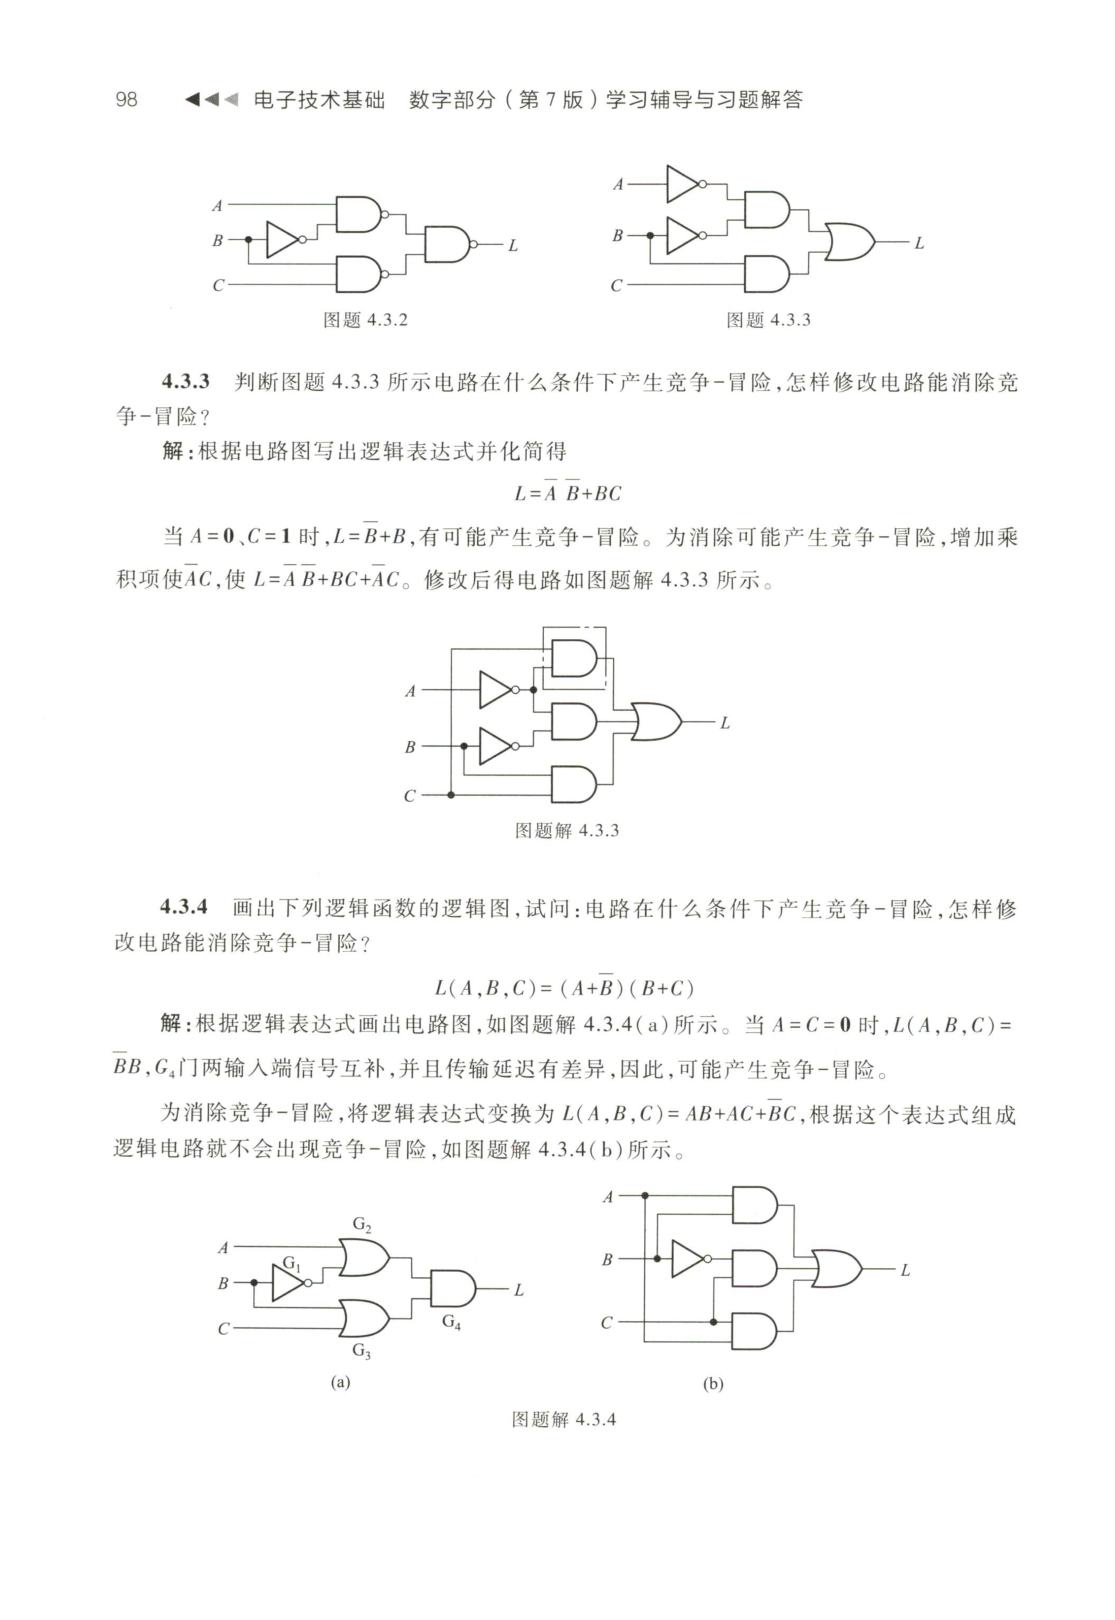 98 ◀◀◀ 电子技术基础 数字部分(第7版)学习辅导与习题解答
A
B
C
L
图题 4.3.2
A
B
C
L
图题 4.3.3
4.3.3 判断图题 4.3.3 所示电路在什么条件下产生竞争-冒险,怎样修改电路能消除竞
争-冒险?
解:根据电路图写出逻辑表达式并化简得
L=A̅ B̅+BC
当 A=0、C=1 时,L=B̅+B,有可能产生竞争-冒险。为消除可能产生竞争-冒险,增加乘
积项使A̅C,使 L=A̅ B̅+BC+A̅C。修改后得电路如图题解 4.3.3 所示。
A
B
C
L
图题解 4.3.3
4.3.4 画出下列逻辑函数的逻辑图,试问:电路在什么条件下产生竞争-冒险,怎样修
改电路能消除竞争-冒险?
L(A,B,C)=(A+B̅)(B+C)
解:根据逻辑表达式画出电路图,如图题解 4.3.4(a)所示。当 A=C=0 时,L(A,B,C)=
B̅B,G₄门两输入端信号互补,并且传输延迟有差异,因此,可能产生竞争-冒险。
为消除竞争-冒险,将逻辑表达式变换为 L(A,B,C)=AB+AC+B̅C,根据这个表达式组成
逻辑电路就不会出现竞争-冒险,如图题解 4.3.4(b)所示。
A
B
C
G₁
G₂
G₃
G₄
L
(a)
A
B
C
L
(b)
图题解 4.3.4